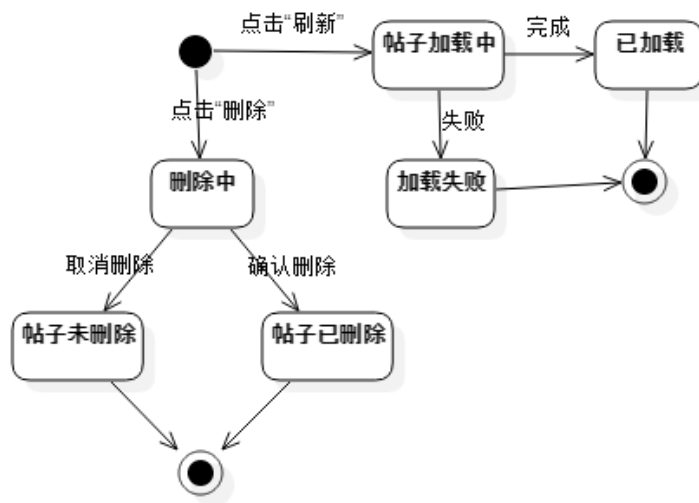 点击“刷新”
完成
帖子加载中
已加载
点击“删除”
失败
删除中
加载失败
取消删除
确认删除
帖子未删除
帖子已删除